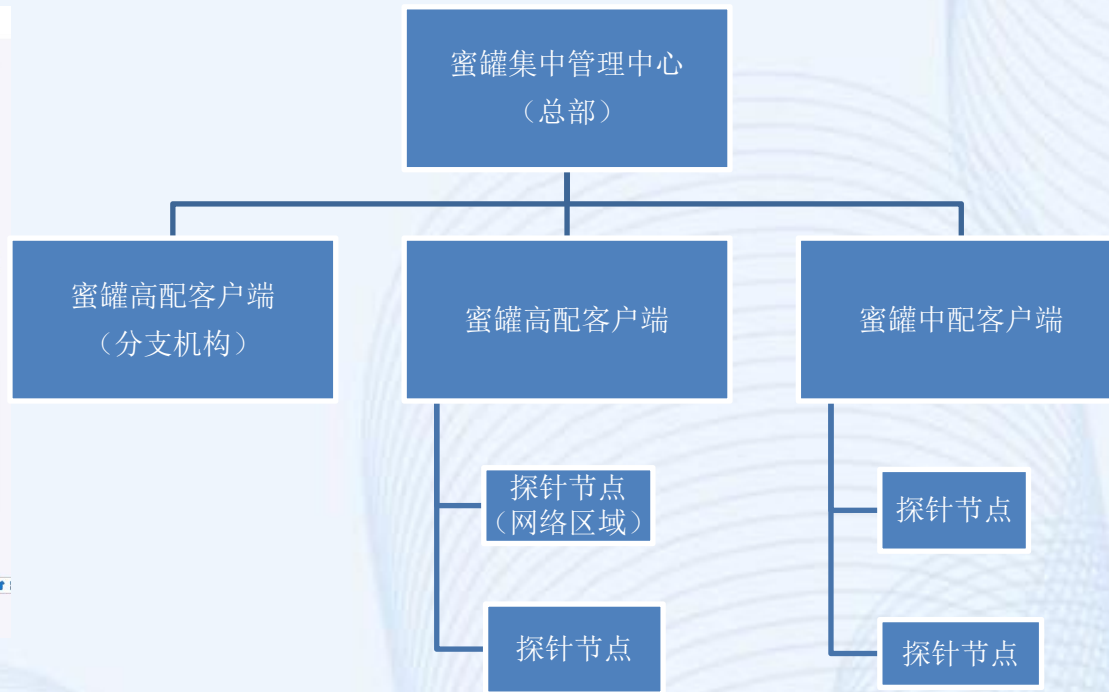 蜜罐集中管理中心
（总部）
蜜罐高配客户端
（分支机构）
蜜罐高配客户端
蜜罐中配客户端
探针节点
（网络区域）
探针节点
探针节点
探针节点